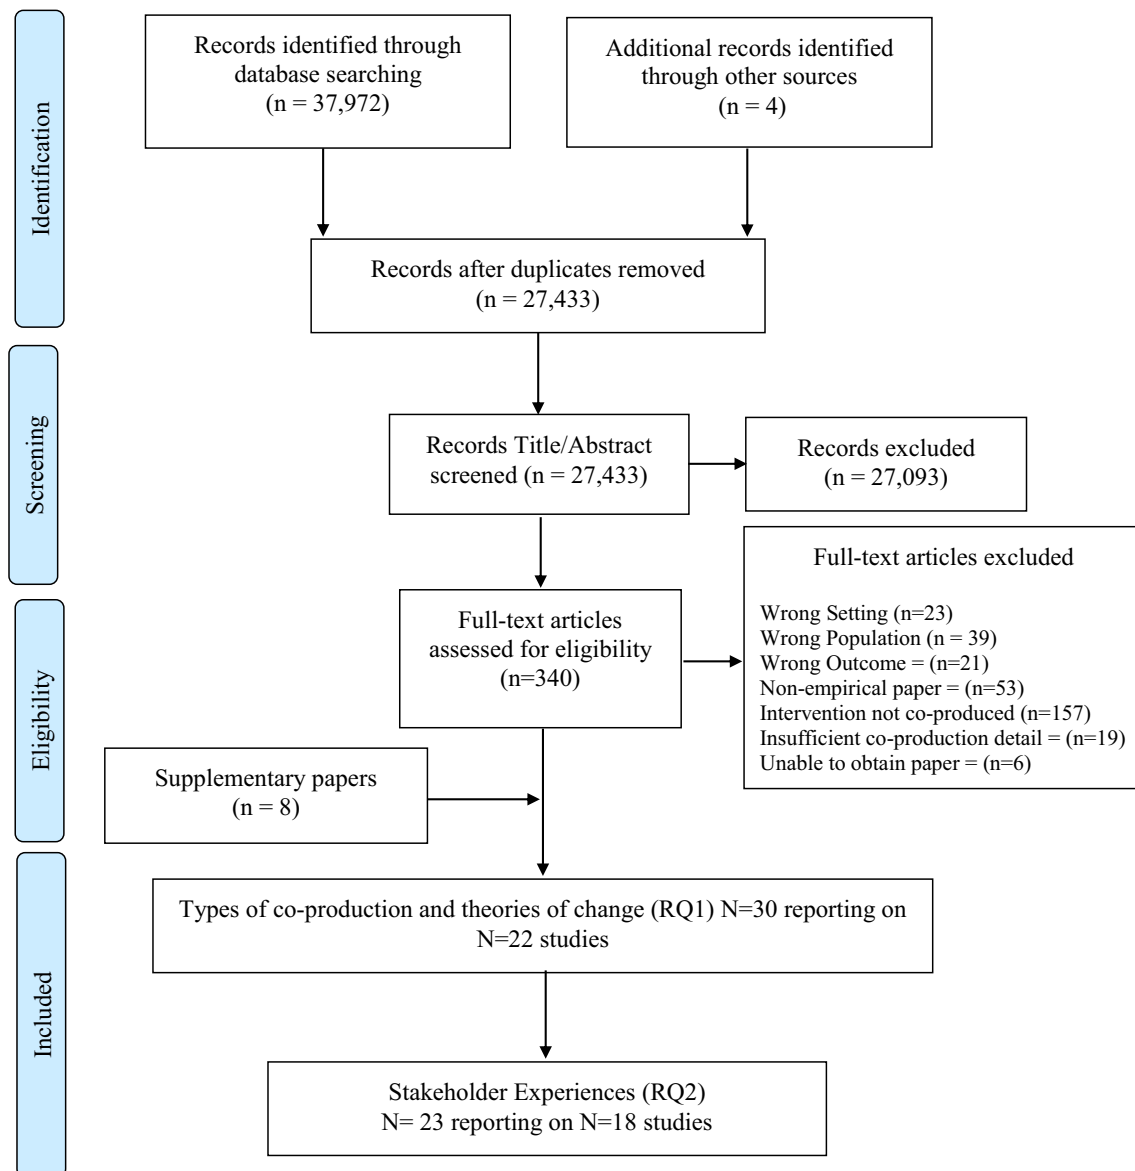 Identification
Records identified through
database searching
(n = 37,972)
Additional records identified
through other sources
(n = 4)
Records after duplicates removed
(n = 27,433)
Screening
Records Title/Abstract
screened (n = 27,433)
Records excluded
(n = 27,093)
Eligibility
Full-text articles
assessed for eligibility
(n=340)
Full-text articles excluded
Wrong Setting (n=23)
Wrong Population (n = 39)
Wrong Outcome = (n=21)
Non-empirical paper = (n=53)
Intervention not co-produced (n=157)
Insufficient co-production detail = (n=19)
Unable to obtain paper = (n=6)
Supplementary papers
(n = 8)
Included
Types of co-production and theories of change (RQ1) N=30 reporting on
N=22 studies
Stakeholder Experiences (RQ2)
N= 23 reporting on N=18 studies